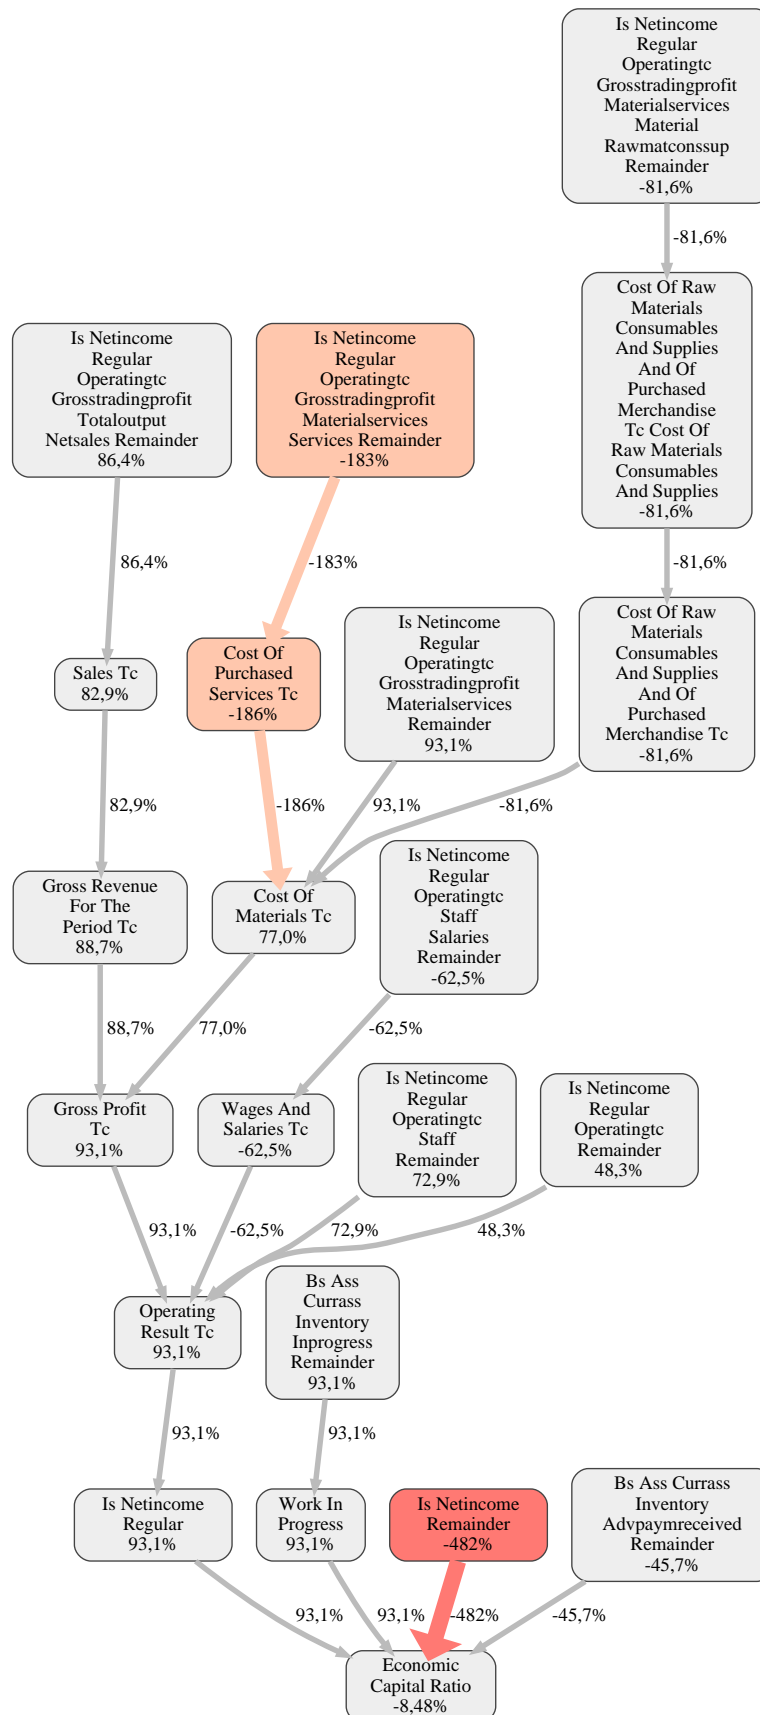 Is Netincome
Regular
Operatingtc
Grosstradingprofit
Materialservices
Material
Rawmatconssup
Remainder
-81,6%
-81,6%
Cost Of Raw
Materials
Consumables
And Supplies
And Of
Purchased
Merchandise
Tc Cost Of
Raw Materials
Consumables
And Supplies
-81,6%
Is Netincome
Regular
Operatingtc
Grosstradingprofit
Totaloutput
Netsales Remainder
86,4%
Is Netincome
Regular
Operatingtc
Grosstradingprofit
Materialservices
Services Remainder
-183%
86,4%
-183%
-81,6%
Sales Tc
82,9%
Cost Of
Purchased
Services Tc
-186%
Is Netincome
Regular
Operatingtc
Grosstradingprofit
Materialservices
Remainder
93,1%
Cost Of Raw
Materials
Consumables
And Supplies
And Of
Purchased
Merchandise Tc
-81,6%
82,9%
-186%
93,1%
-81,6%
Gross Revenue
For The
Period Tc
88,7%
Cost Of
Materials Tc
77,0%
Is Netincome
Regular
Operatingtc
Staff
Salaries
Remainder
-62,5%
88,7%
77,0%
-62,5%
Gross Profit
Tc
93,1%
Wages And
Salaries Tc
-62,5%
Is Netincome
Regular
Operatingtc
Staff
Remainder
72,9%
Is Netincome
Regular
Operatingtc
Remainder
48,3%
93,1%
-62,5%
72,9%
48,3%
Operating
Result Tc
93,1%
Bs Ass
Currass
Inventory
Inprogress
Remainder
93,1%
93,1%
93,1%
Is Netincome
Regular
93,1%
Work In
Progress
93,1%
Is Netincome
Remainder
-482%
Bs Ass Currass
Inventory
Advpaymreceived
Remainder
-45,7%
93,1%
93,1%
-482%
-45,7%
Economic
Capital Ratio
-8,48%